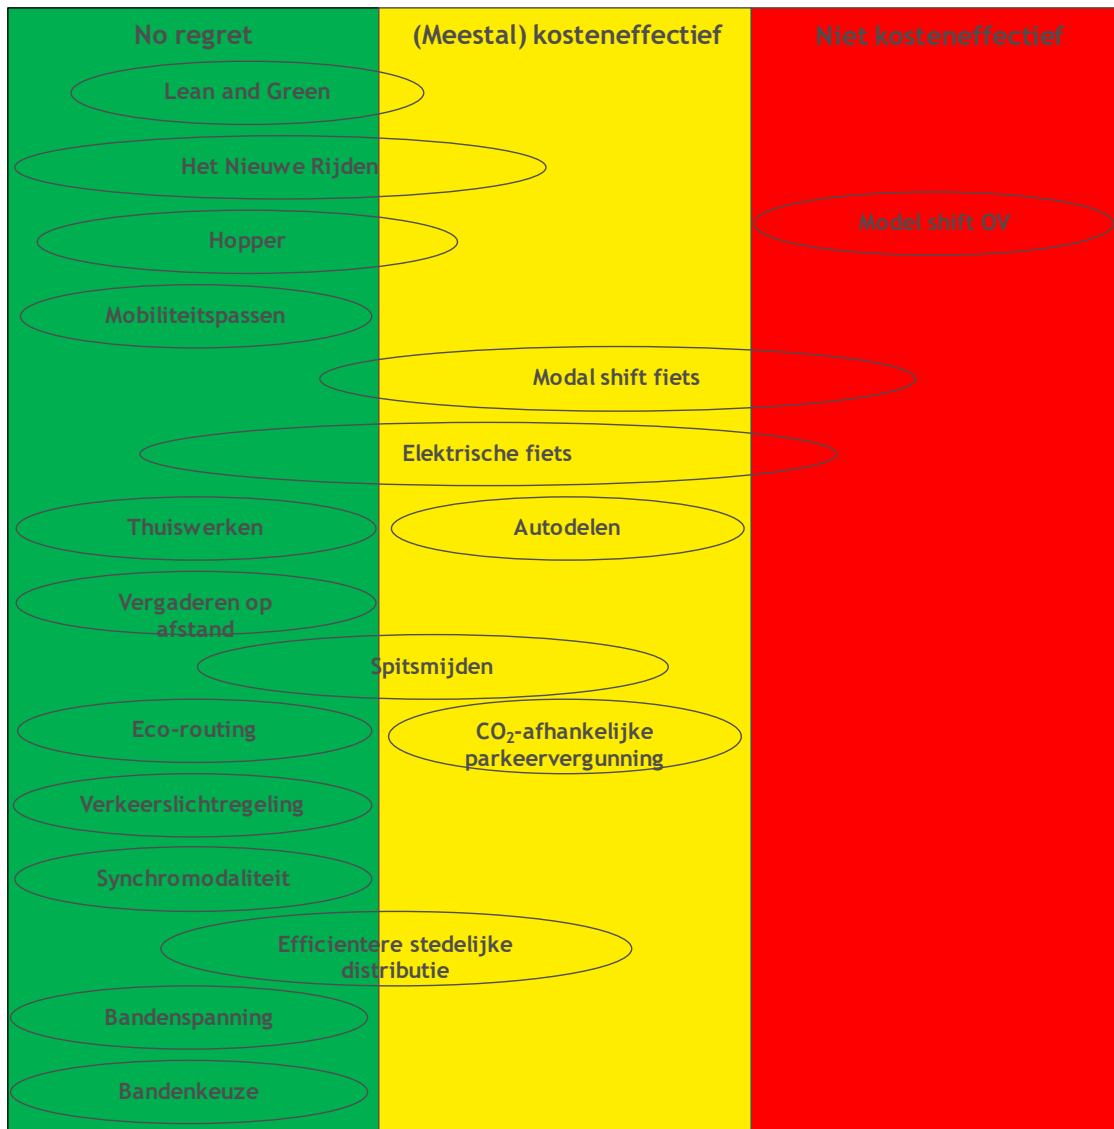 No regret
(Meestal) kosteneffectief
Niet kosteneffectief
Lean and Green
Het Nieuwe Rijden
Model shift OV
Hopper
Mobiliteitspassen
Modal shift fiets
Elektrische fiets
Thuiswerken
Autodelen
Vergaderen op
afstand
Spitsmijden
Eco-routing
CO₂-afhankelijke
parkeervergunning
Verkeerslichtregeling
Synchromodaliteit
Efficientere stedelijke
distributie
Bandenspanning
Bandenkeuze